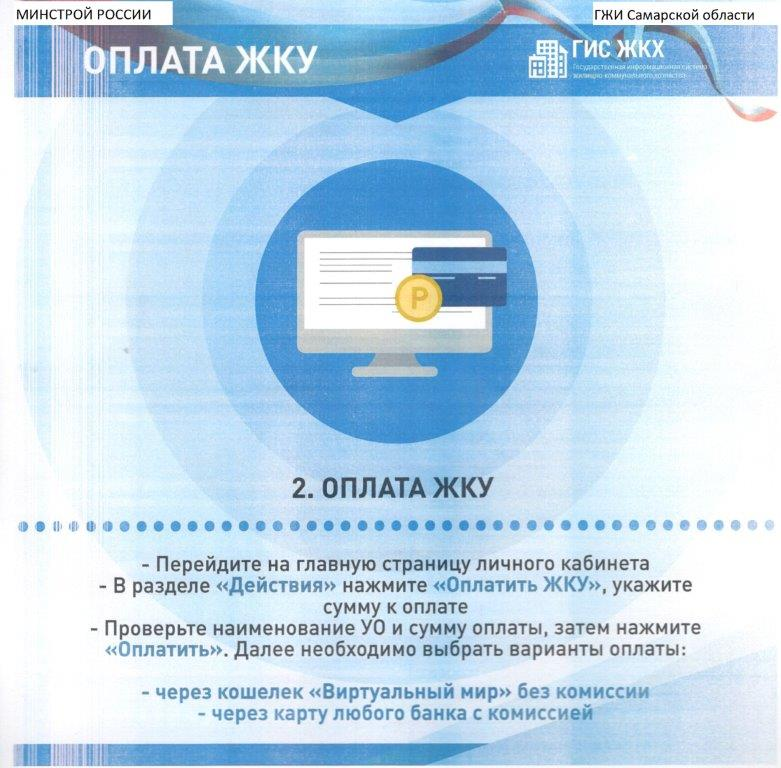 МИНСТРОЙ РОССИИ
ГЖИ Самарской области
ОПЛАТА ЖКУ
ГИС ЖКХ
Государственная информационная система
жилищно-коммунального хозяйства
Р
2. ОПЛАТА ЖКУ
- Перейдите на главную страницу личного кабинета
- В разделе «Действия» нажмите «Оплатить ЖКУ», укажите
сумму к оплате
- Проверьте наименование УО и сумму оплаты, затем нажмите
«Оплатить». Далее необходимо выбрать варианты оплаты:
- через кошелек «Виртуальный мир» без комиссии
- через карту любого банка с комиссией